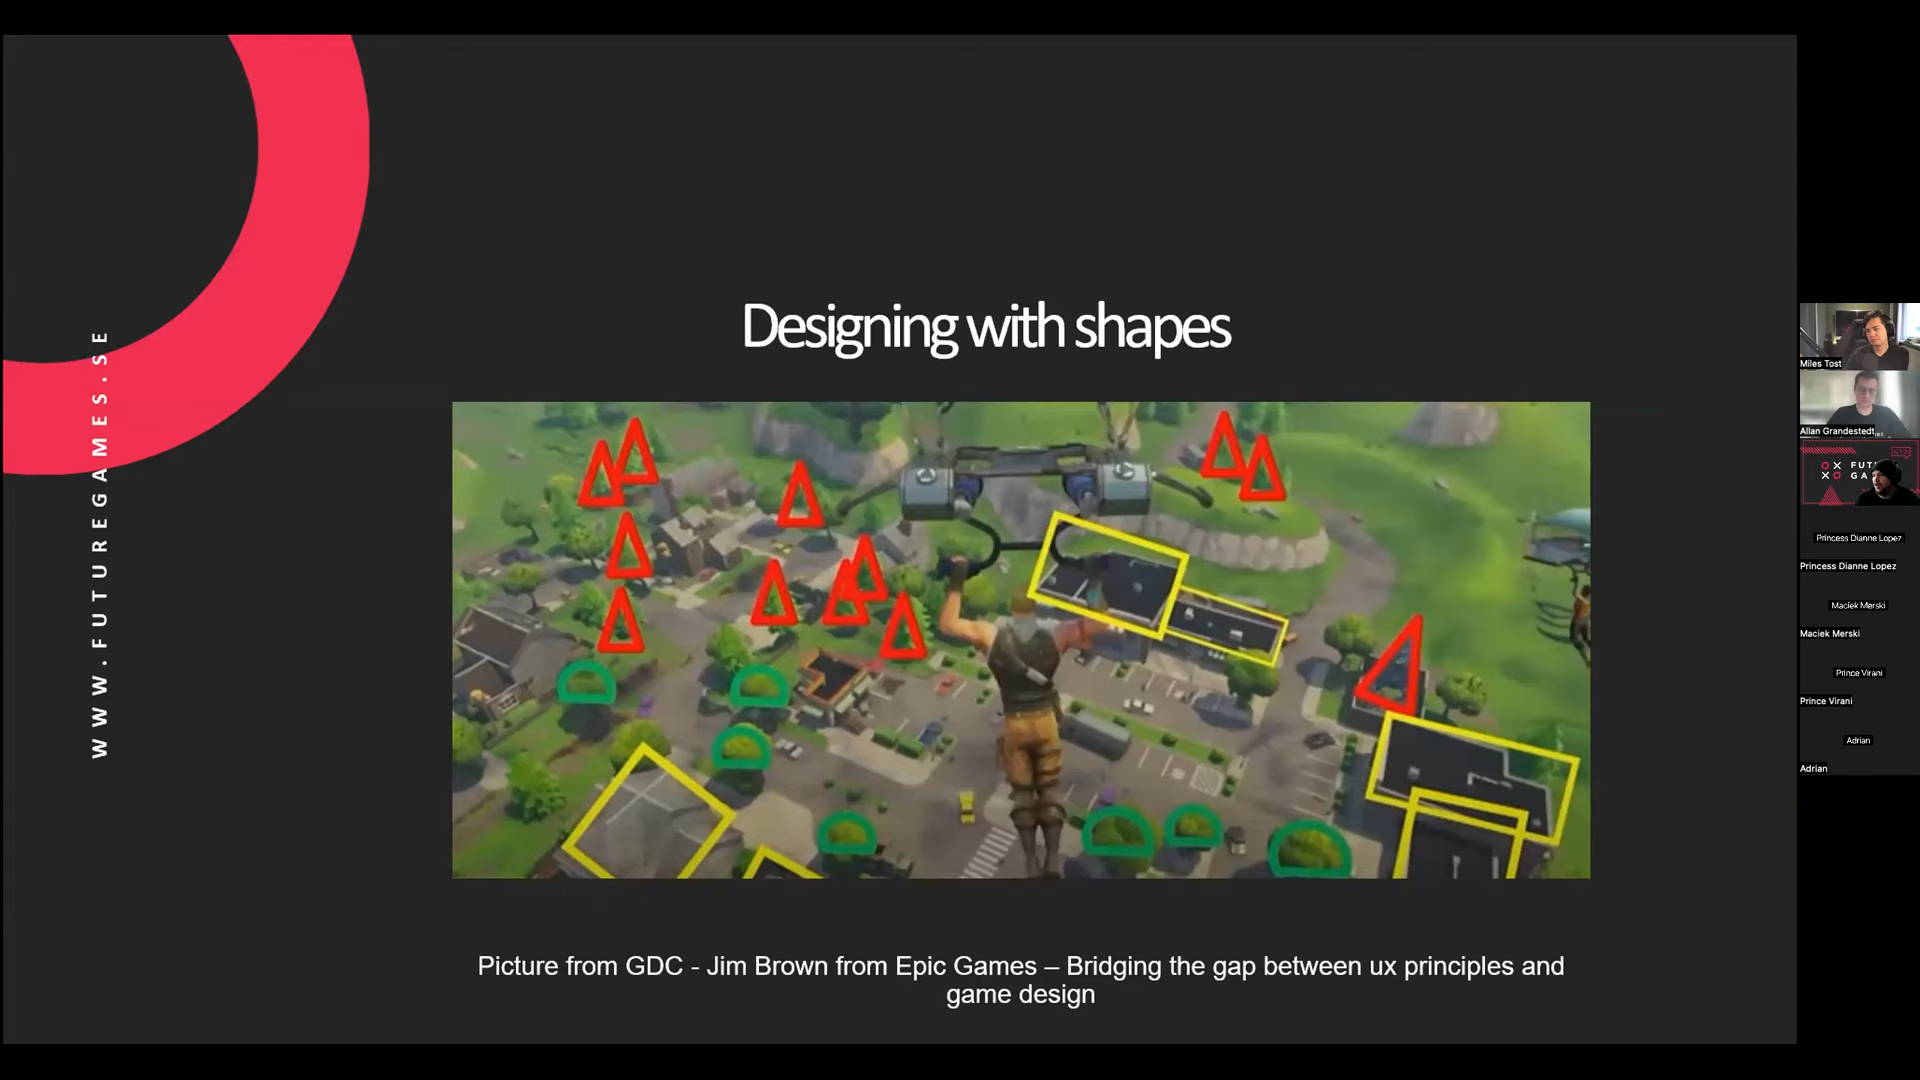 WWW.FUTUREGAMES.SE
Designing with shapes
Picture from GDC - Jim Brown from Epic Games – Bridging the gap between ux principles and
game design
Miles Tost
Allan Grandestedt
Princess Dianne Lopez
Princess Dianne Lopez
Maciek Merski
Maciek Merski
Prince Virani
Prince Virani
Adrian
Adrian